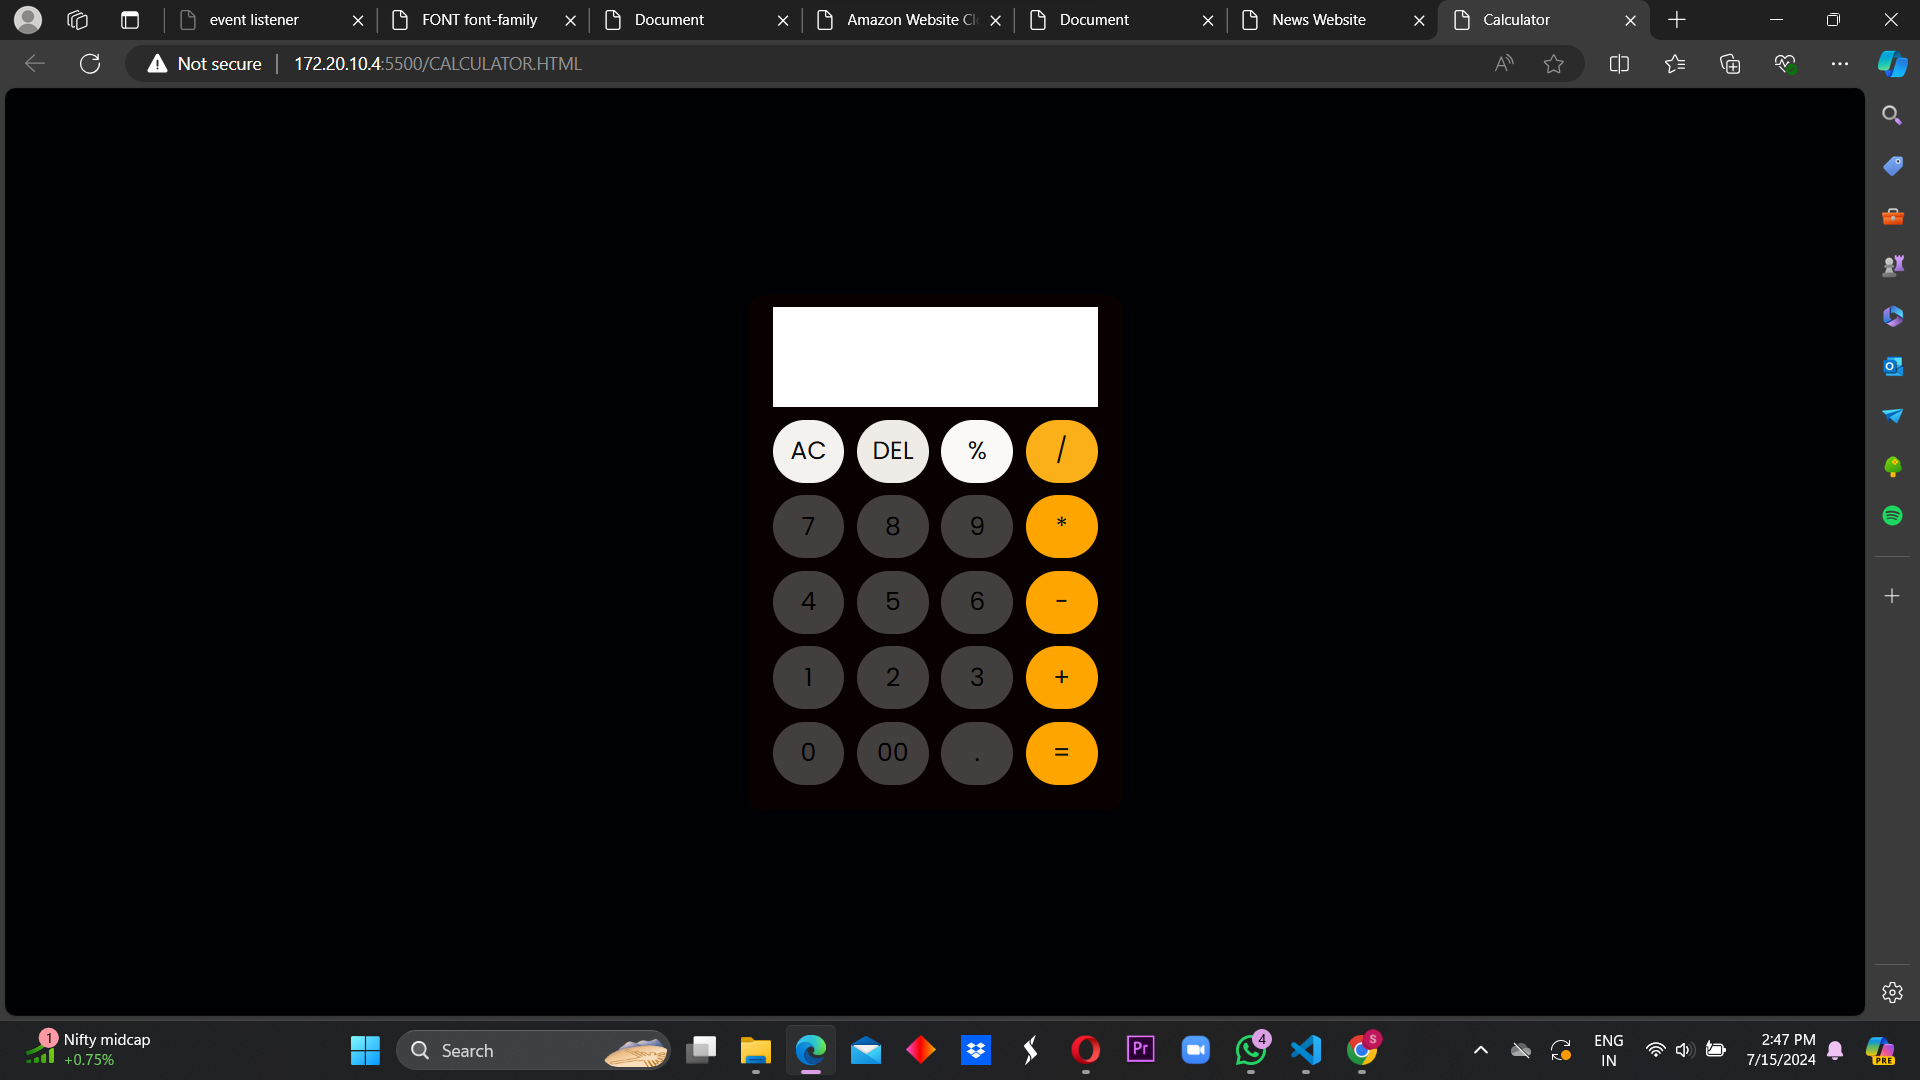 event listener
FONT font-family
Document
Amazon Website Cl
Document
News Website
Calculator
Not secure
172.20.10.4:5500/CALCULATOR.HTML
AC DEL % /
7 8 9 *
4 5 6 -
1 2 3 +
0 00 . =
1
Nifty midcap
+0.75%
Search
Pr
4
S
ENG
IN
2:47 PM
7/15/2024
PRE